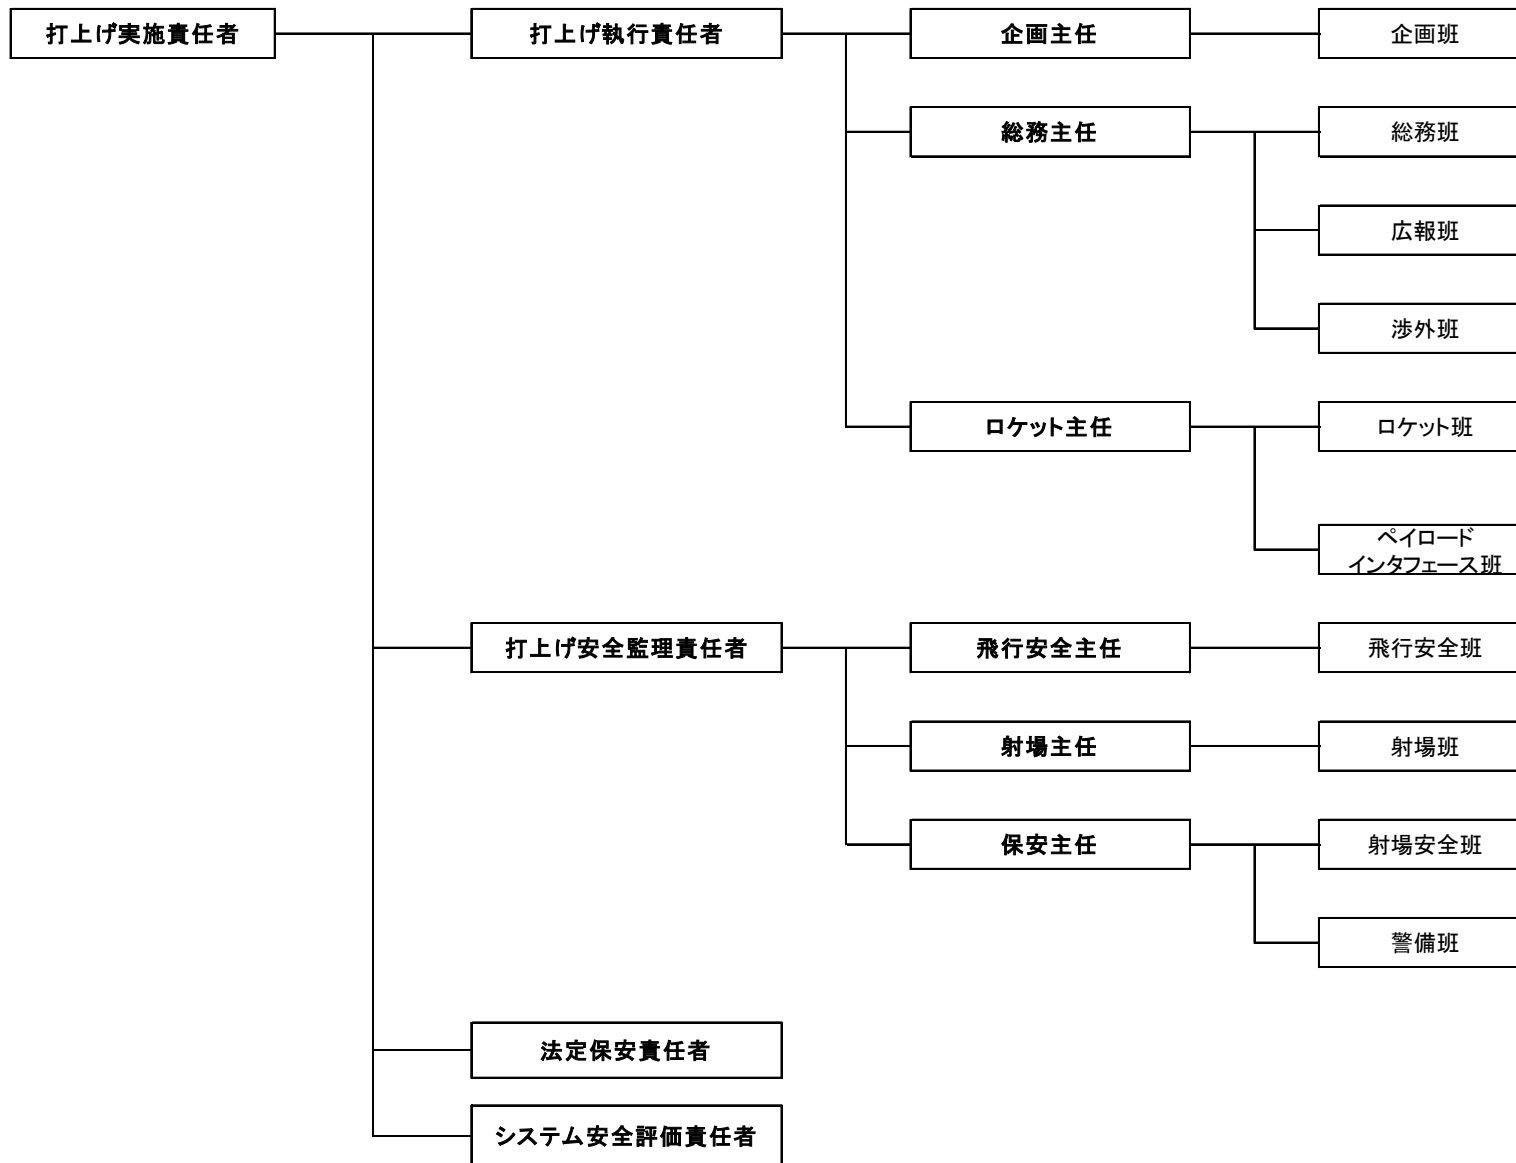 打上げ実施責任者
打上げ執行責任者
企画主任
企画班
総務主任
総務班
広報班
渉外班
ロケット主任
ロケット班
ペイロード
インタフェース班
打上げ安全監理責任者
飛行安全主任
飛行安全班
射場主任
射場班
保安主任
射場安全班
警備班
法定保安責任者
システム安全評価責任者